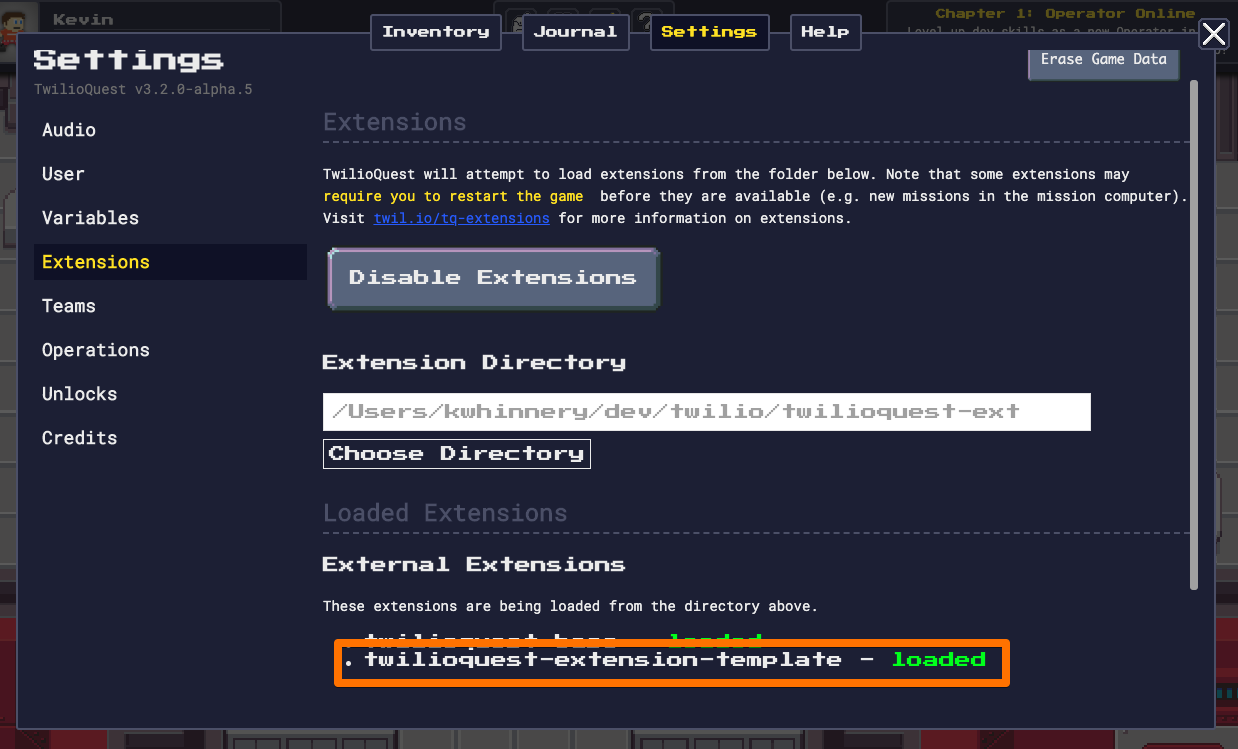 Kevin
Inventory
Journal
Settings
Help
Chapter 1: Operator Online
Level up dev skills as a new Operator in
Settings
TwilioQuest v3.2.0-alpha.5
Erase Game Data
Audio
User
Variables
Extensions
Teams
Operations
Unlocks
Credits
Extensions
TwilioQuest will attempt to load extensions from the folder below. Note that some extensions may
require you to restart the game before they are available (e.g. new missions in the mission computer).
Visit twil.io/tq-extensions for more information on extensions.
Disable Extensions
Extension Directory
/Users/kwhinnery/dev/twilio/twilioquest-ext
Choose Directory
Loaded Extensions
External Extensions
These extensions are being loaded from the directory above.
twilioquest-base - loaded
• twilioquest-extension-template - loaded